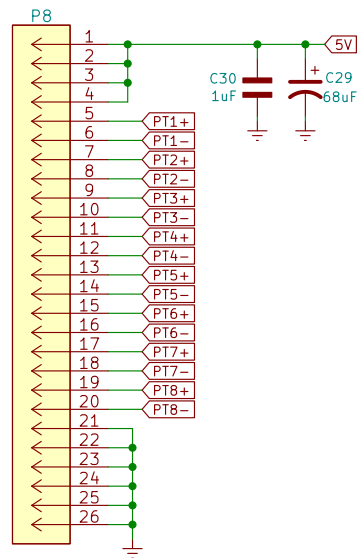 P8
1
5V
2
3
C30
+
C29
1uF
68uF
4
5 PT1+
6 PT1-
7 PT2+
8 PT2-
9 PT3+
10 PT3-
11 PT4+
12 PT4-
13 PT5+
14 PT5-
15 PT6+
16 PT6-
17 PT7+
18 PT7-
19 PT8+
20 PT8-
21
22
23
24
25
26